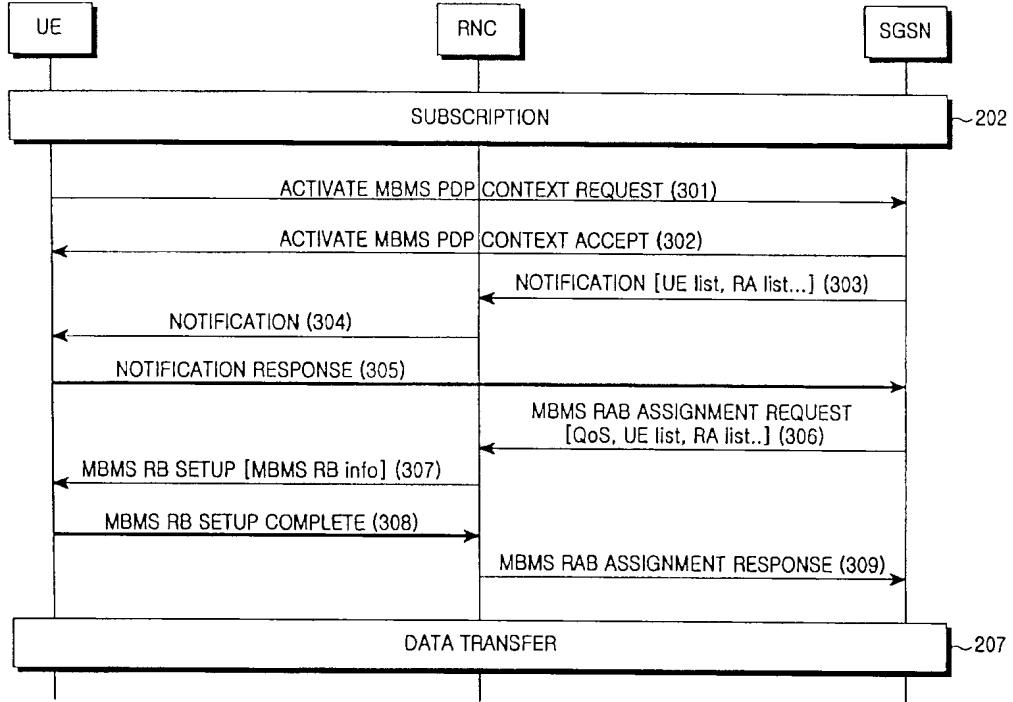 UE
RNC
SGSN
SUBSCRIPTION
202
ACTIVATE MBMS PDP CONTEXT REQUEST (301)
ACTIVATE MBMS PDP CONTEXT ACCEPT (302)
NOTIFICATION [UE list, RA list...] (303)
NOTIFICATION (304)
NOTIFICATION RESPONSE (305)
MBMS RAB ASSIGNMENT REQUEST
[QoS, UE list, RA list..] (306)
MBMS RB SETUP [MBMS RB info] (307)
MBMS RB SETUP COMPLETE (308)
MBMS RAB ASSIGNMENT RESPONSE (309)
DATA TRANSFER
207